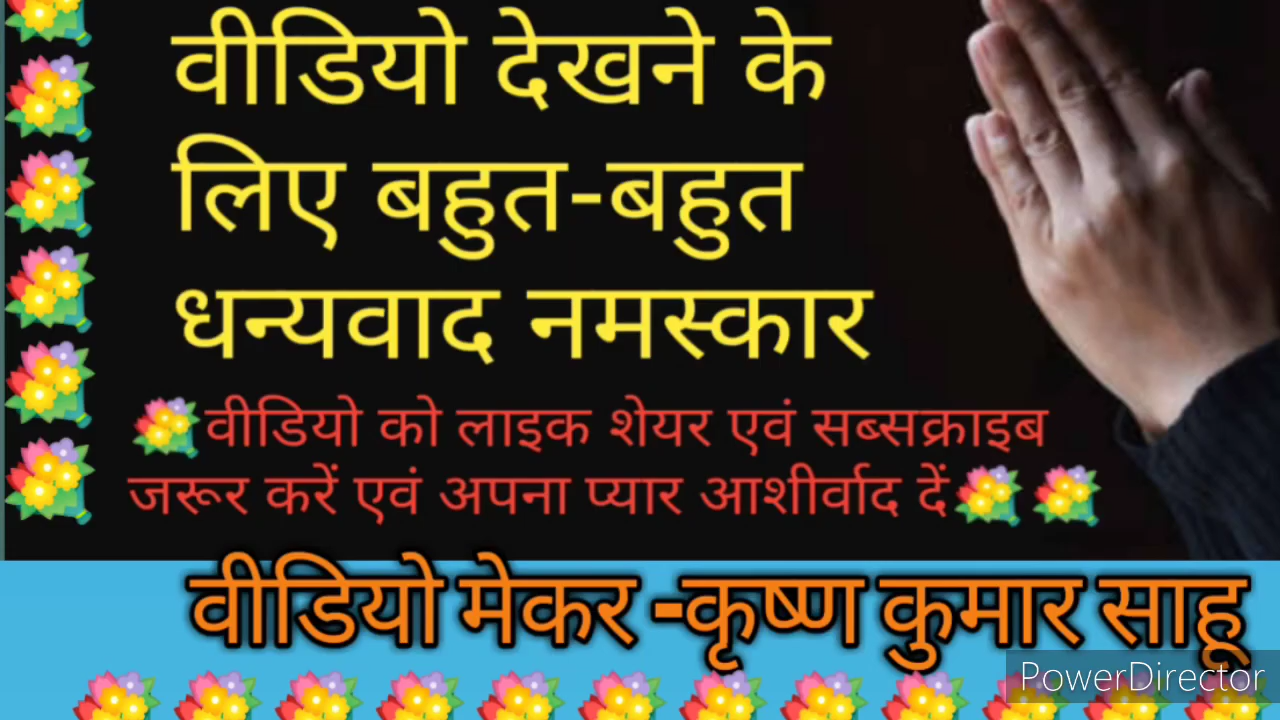 वीडियो देखने के
लिए बहुत-बहुत
धन्यवाद नमस्कार
वीडियो को लाइक शेयर एवं सब्सक्राइब
जरूर करें एवं अपना प्यार आशीर्वाद दें
वीडियो मेकर -कृष्ण कुमार साहू
PowerDirector